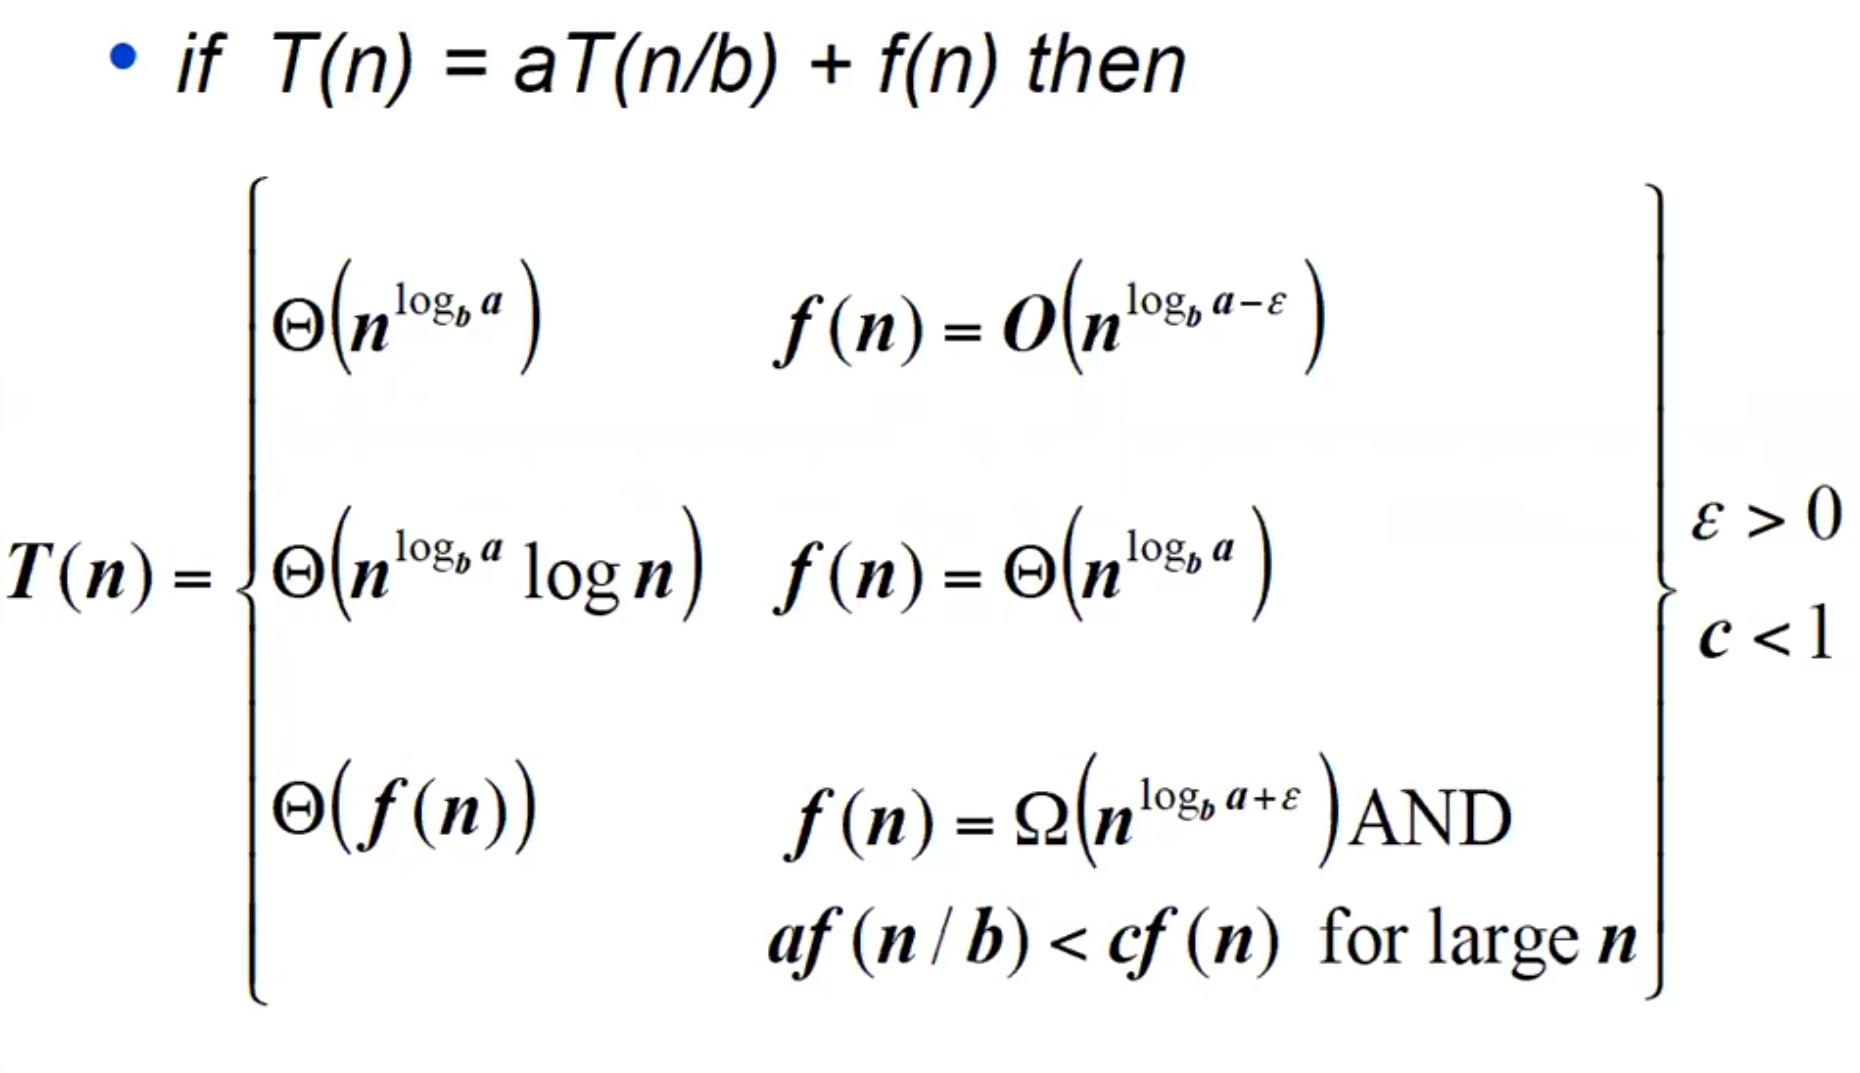 • if T(n) = aT(n/b) + f(n) then
Θ(n^{log_b a}) f(n) = O(n^{log_b a−ε})
T(n) = { Θ(n^{log_b a} log n) f(n) = Θ(n^{log_b a}) } ε > 0
c < 1
Θ(f(n)) f(n) = Ω(n^{log_b a+ε}) AND
af(n/b) < cf(n) for large n